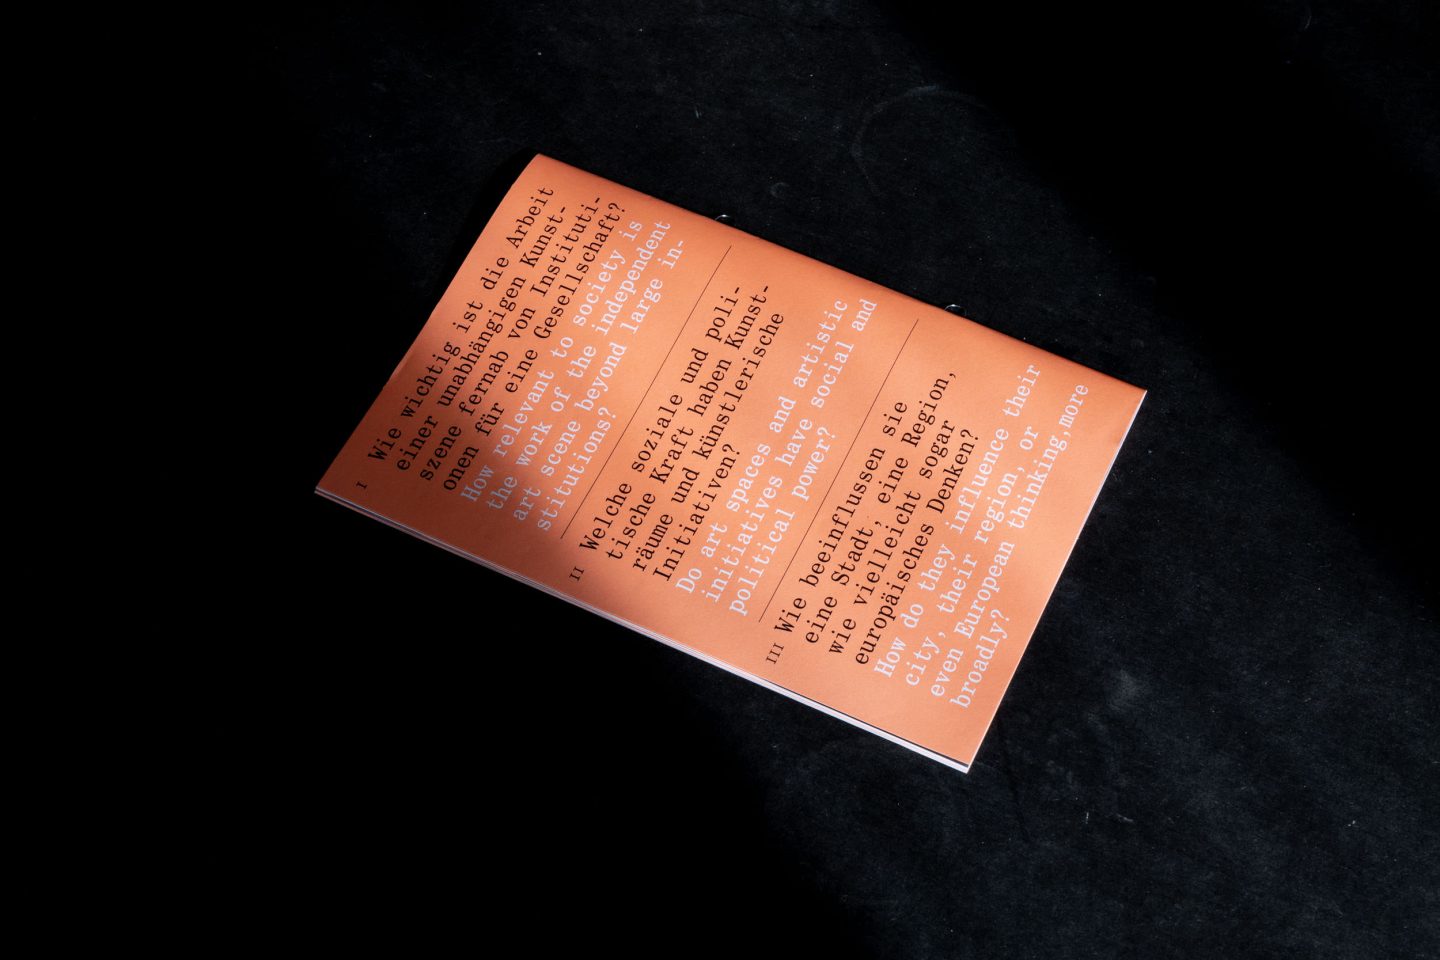 I
Wie wichtig ist die Arbeit
einer unabhängigen Kunst-
szene fernab von Instituti-
onen für eine Gesellschaft?
How relevant to society is
the work of the independent
art scene beyond large in-
stitutions?
II
Welche soziale und poli-
tische Kraft haben Kunst-
räume und künstlerische
Initiativen?
Do art spaces and artistic
initiatives have social and
political power?
III
Wie beeinflussen sie
eine Stadt, eine Region,
wie vielleicht sogar
europäisches Denken?
How do they influence their
city, their region, or
even European thinking,more
broadly?